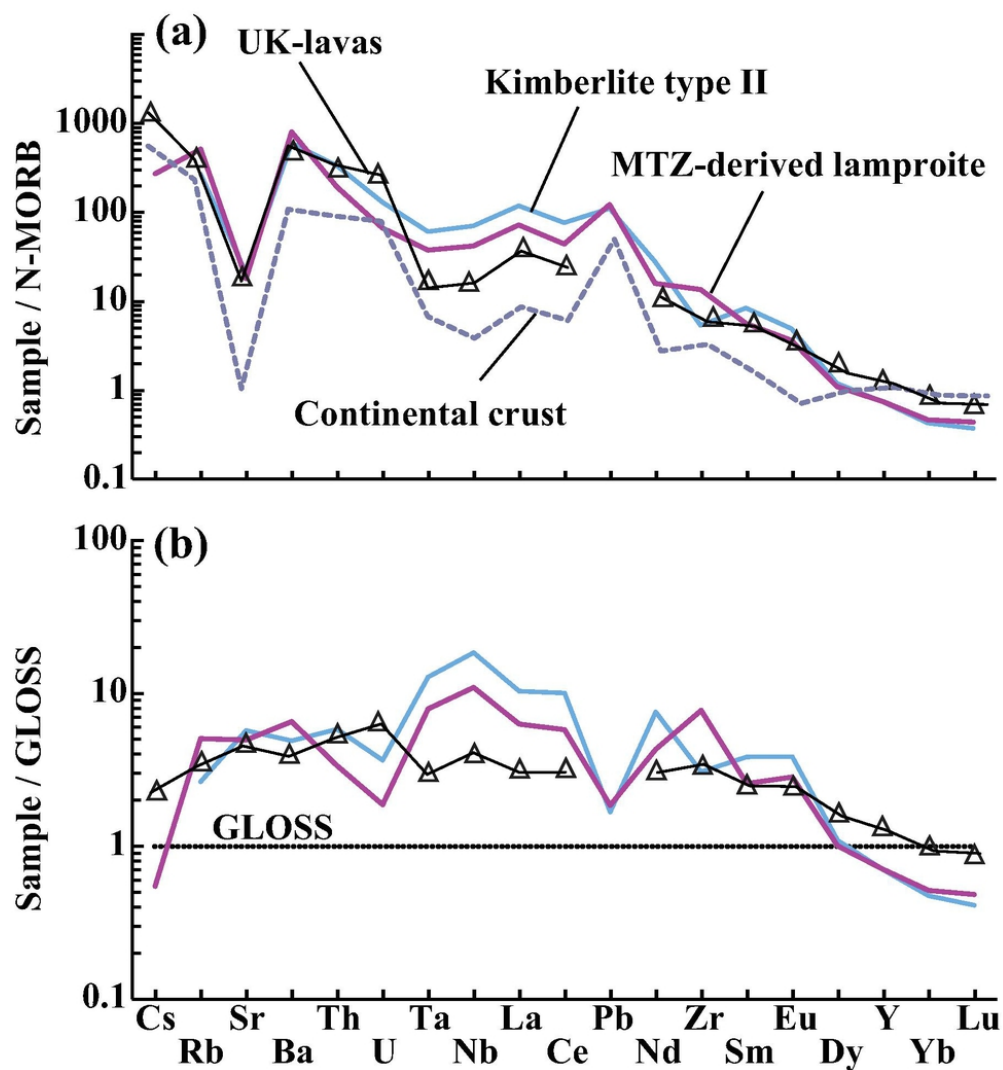 (a)
UK-lavas
Kimberlite type II
MTZ-derived lamproite
Continental crust
Sample / N-MORB
1000
100
10
1
0.1
(b)
GLOSS
Sample / GLOSS
100
10
1
0.1
Cs Sr Th Ta La Pb Zr Eu Y Lu
Rb Ba U Nb Ce Nd Sm Dy Yb